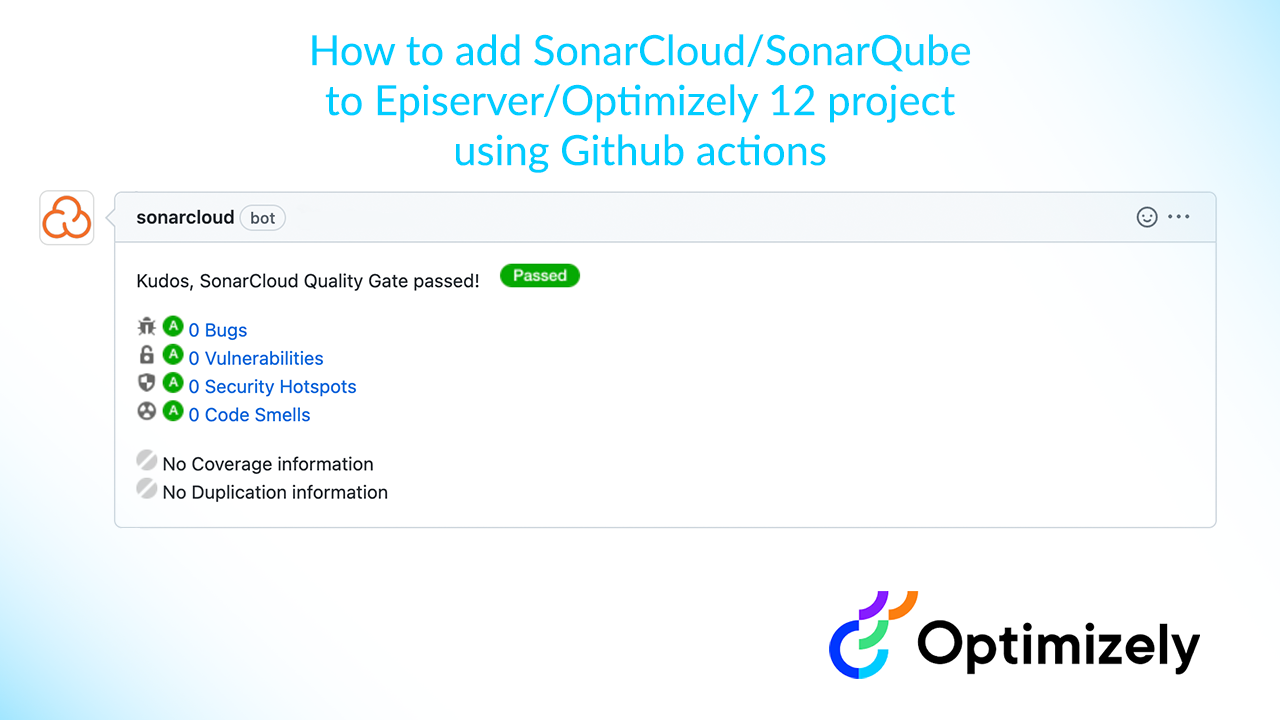 How to add SonarCloud/SonarQube
to Episerver/Optimizely 12 project
using Github actions
sonarcloud bot
Kudos, SonarCloud Quality Gate passed! Passed
A 0 Bugs
A 0 Vulnerabilities
A 0 Security Hotspots
A 0 Code Smells
No Coverage information
No Duplication information
Optimizely